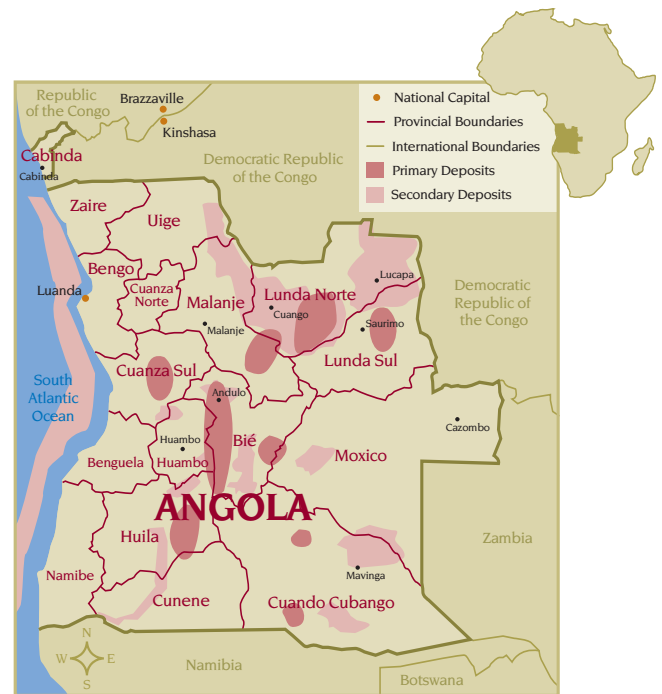 Republic
of the Congo
Brazzaville
Kinshasa
National Capital
Provincial Boundaries
International Boundaries
Primary Deposits
Secondary Deposits
Cabinda
Cabinda
Democratic Republic
of the Congo
Zaire
Uige
Bengo
Luanda
Cuanza
Norte
Malanje
Malanje
Lunda Norte
Cuango
Lucapa
Saurimo
Lunda Sul
Democratic
Republic of
the Congo
South
Atlantic
Ocean
Cuanza Sul
Andulo
Cazombo
Huambo
Huambo
Benguela
Bié
Moxico
ANGOLA
Huila
Zambia
Namibe
Cunene
Mavinga
Cuando Cubango
N
W
E
S
Namibia
Botswana